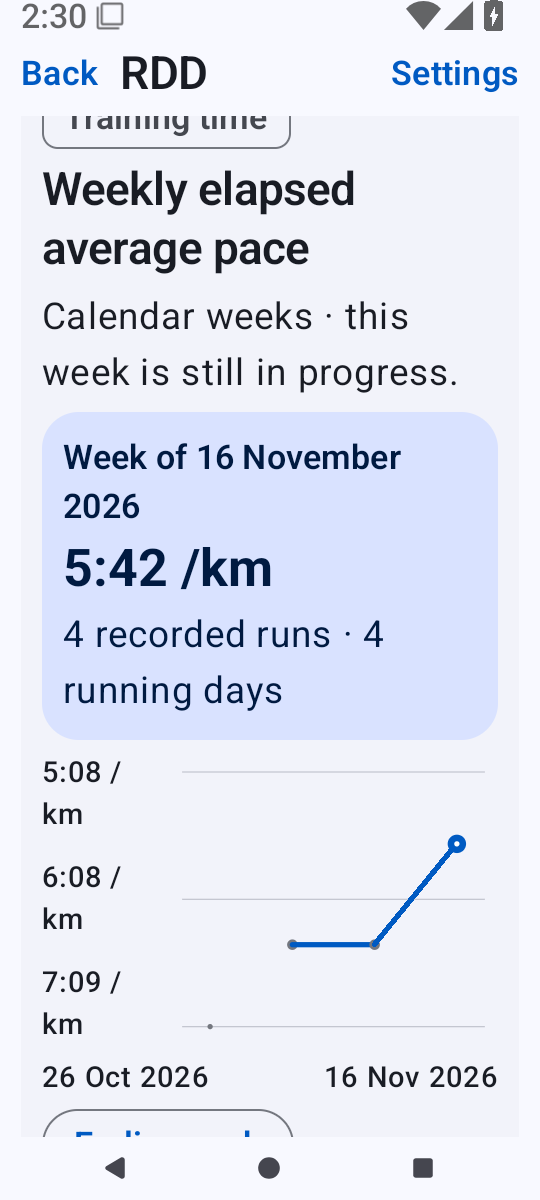 2:30
Back RDD Settings
Training time
Weekly elapsed
average pace
Calendar weeks · this
week is still in progress.
Week of 16 November
2026
5:42 /km
4 recorded runs · 4
running days
5:08 /
km
6:08 /
km
7:09 /
km
26 Oct 2026 16 Nov 2026